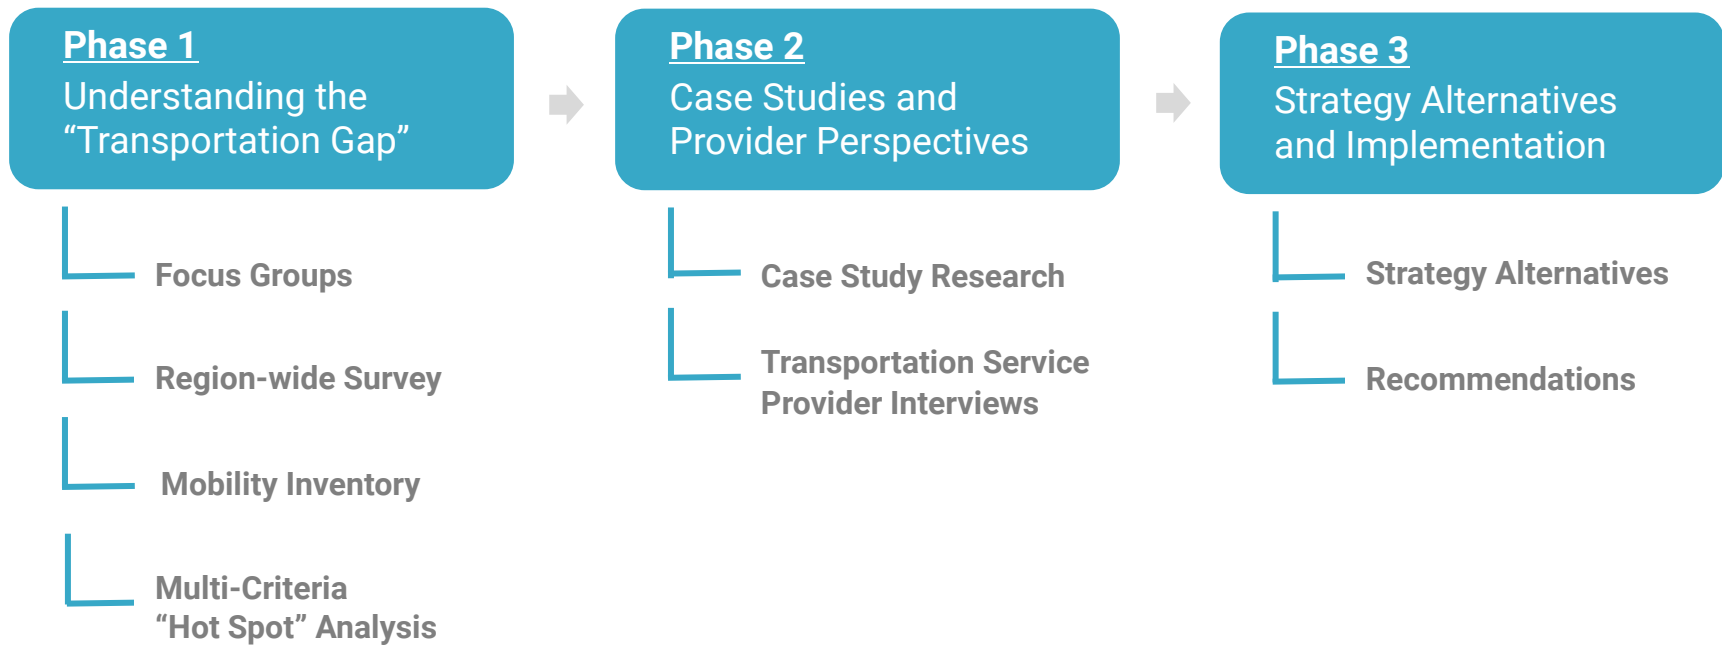 Phase 1
Understanding the
“Transportation Gap”
Focus Groups
Region-wide Survey
Mobility Inventory
Multi-Criteria
“Hot Spot” Analysis
Phase 2
Case Studies and
Provider Perspectives
Case Study Research
Transportation Service
Provider Interviews
Phase 3
Strategy Alternatives
and Implementation
Strategy Alternatives
Recommendations